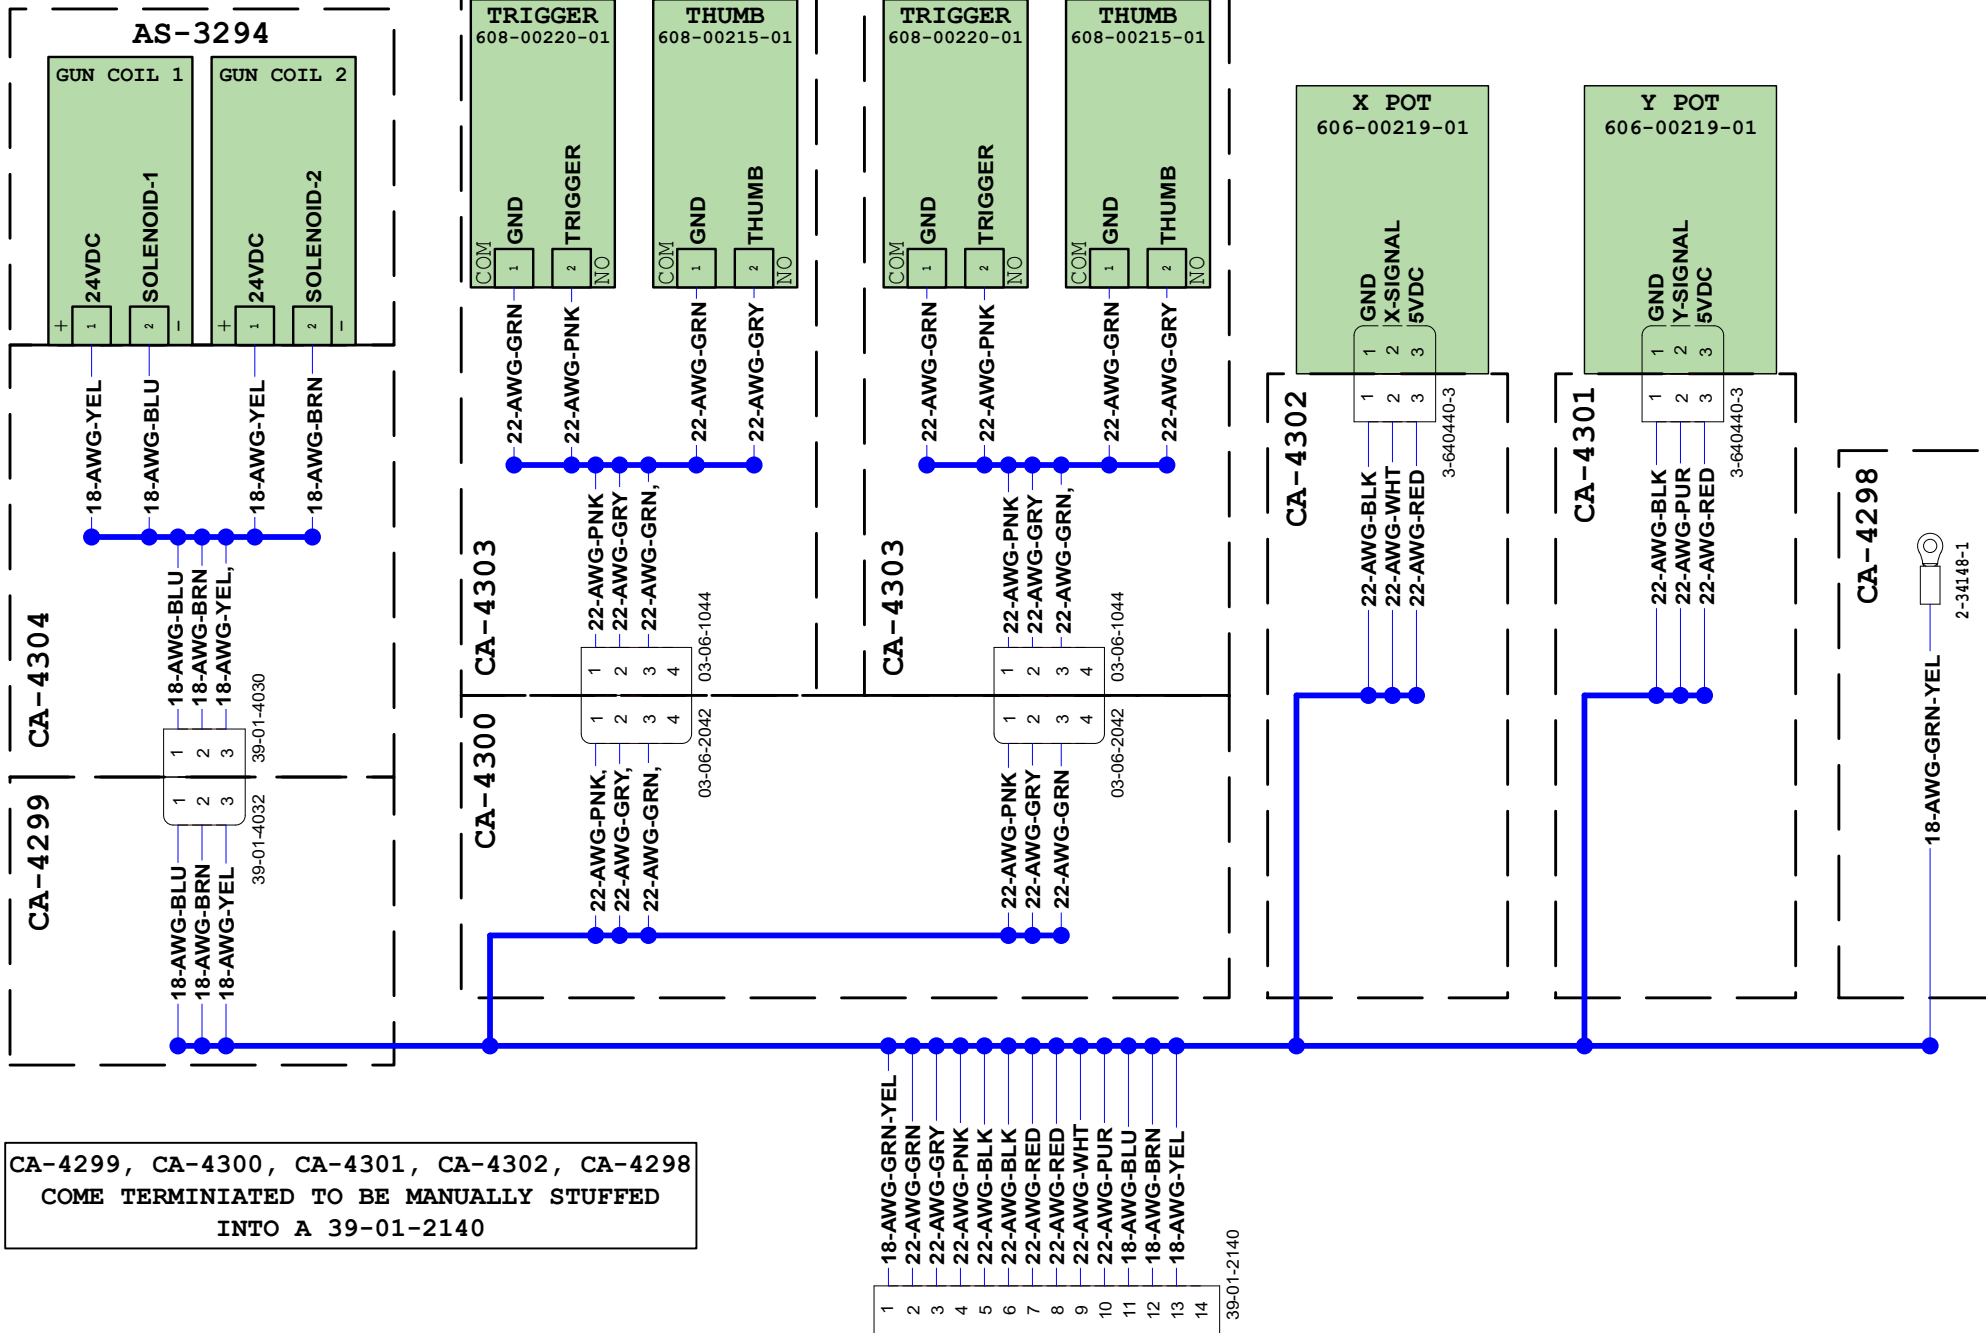 AS-3294
GUN COIL 1
24VDC
SOLENOID-1
+
1
2
-
GUN COIL 2
24VDC
SOLENOID-2
+
1
2
-
18-AWG-YEL
18-AWG-BLU
18-AWG-YEL
18-AWG-BRN
CA-4304
18-AWG-BLU
18-AWG-BRN
18-AWG-YEL,
1
2
3
39-01-4030
CA-4299
1
2
3
39-01-4032
18-AWG-BLU
18-AWG-BRN
18-AWG-YEL
TRIGGER
608-00220-01
COM
GND
TRIGGER
NO
1
2
THUMB
608-00215-01
COM
GND
THUMB
NO
1
2
22-AWG-GRN
22-AWG-PNK
22-AWG-GRN
22-AWG-GRY
CA-4303
22-AWG-PNK
22-AWG-GRY
22-AWG-GRN,
1
2
3
4
03-06-1044
CA-4300
1
2
3
4
03-06-2042
22-AWG-PNK,
22-AWG-GRY,
22-AWG-GRN,
TRIGGER
608-00220-01
COM
GND
TRIGGER
NO
1
2
THUMB
608-00215-01
COM
GND
THUMB
NO
1
2
22-AWG-GRN
22-AWG-PNK
22-AWG-GRN
22-AWG-GRY
CA-4303
22-AWG-PNK
22-AWG-GRY
22-AWG-GRN,
1
2
3
4
03-06-1044
1
2
3
4
03-06-2042
22-AWG-PNK
22-AWG-GRY
22-AWG-GRN
X POT
606-00219-01
GND
X-SIGNAL
5VDC
1
2
3
1
2
3
3-640440-3
CA-4302
22-AWG-BLK
22-AWG-WHT
22-AWG-RED
Y POT
606-00219-01
GND
Y-SIGNAL
5VDC
1
2
3
1
2
3
3-640440-3
CA-4301
22-AWG-BLK
22-AWG-PUR
22-AWG-RED
CA-4298
2-34148-1
18-AWG-GRN-YEL
18-AWG-GRN-YEL
22-AWG-GRN
22-AWG-GRY
22-AWG-PNK
22-AWG-BLK
22-AWG-BLK
22-AWG-RED
22-AWG-RED
22-AWG-WHT
22-AWG-PUR
18-AWG-BLU
18-AWG-BRN
18-AWG-YEL
1
2
3
4
5
6
7
8
9
10
11
12
13
14
39-01-2140
CA-4299, CA-4300, CA-4301, CA-4302, CA-4298
COME TERMINIATED TO BE MANUALLY STUFFED
INTO A 39-01-2140